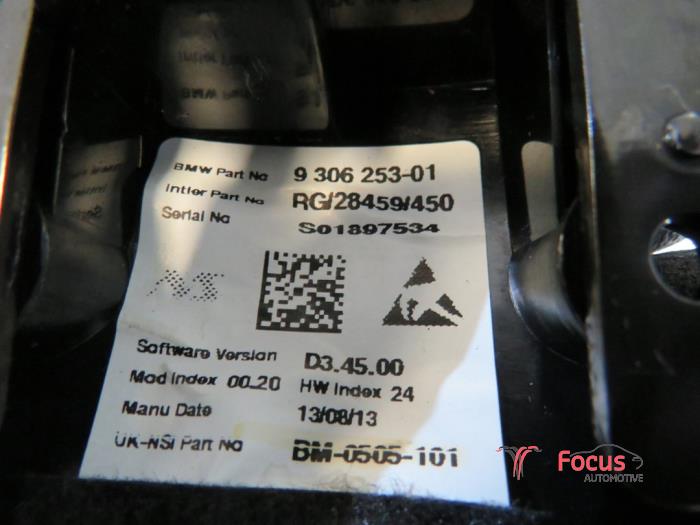 BMW Part No 9 306 253-01
Intier Part No RG/28459/450
Serial No S01897534
NS
Software Version D3.45.00
Mod Index 00_20 HW Index 24
Manu Date 13/08/13
UK-NSI Part No BM-0505-101
Focus
AUTOMOTIVE